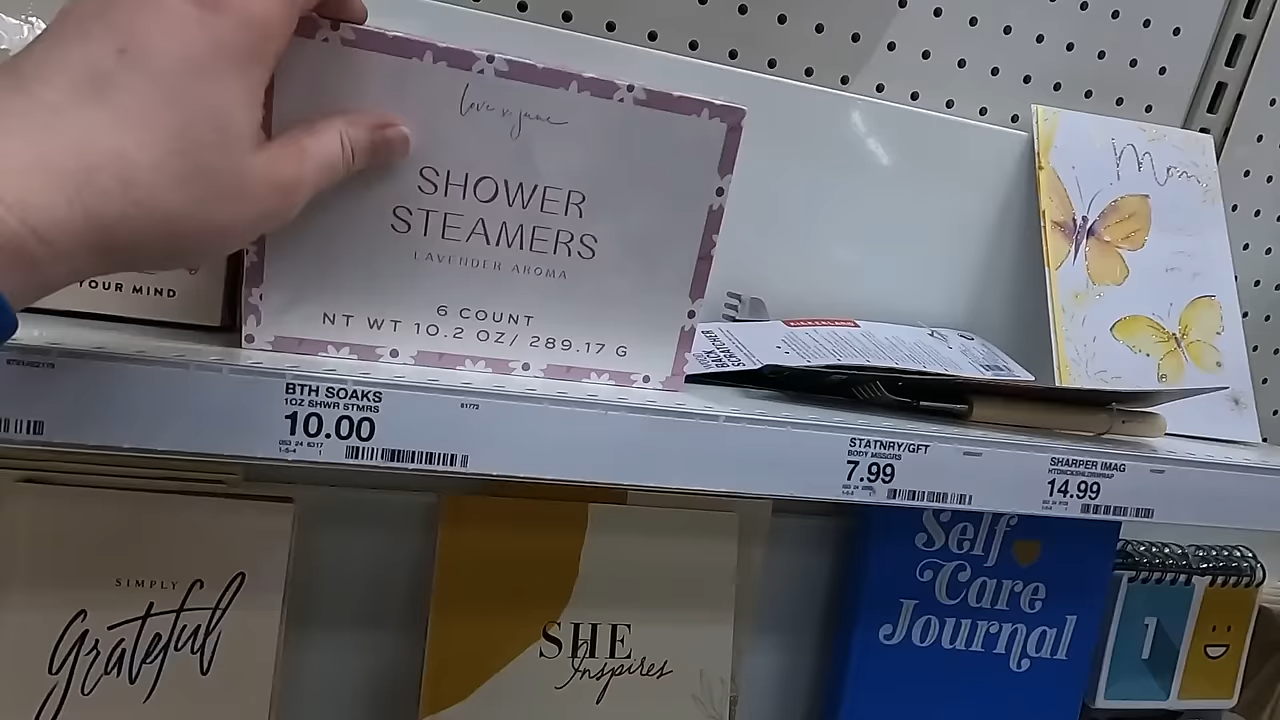 love & june
SHOWER
STEAMERS
LAVENDER AROMA
6 COUNT
NT WT 10.2 OZ/ 289.17 G
YOUR MIND
Mom
BACK
BTH SOAKS
1OZ SHWR STMRS
10.00
81772
STATNRY/GFT
BODY MSSGRS
7.99
SHARPER IMAG
14.99
SIMPLY
Grateful
SHE
Inspires
Self
Care
Journal
1